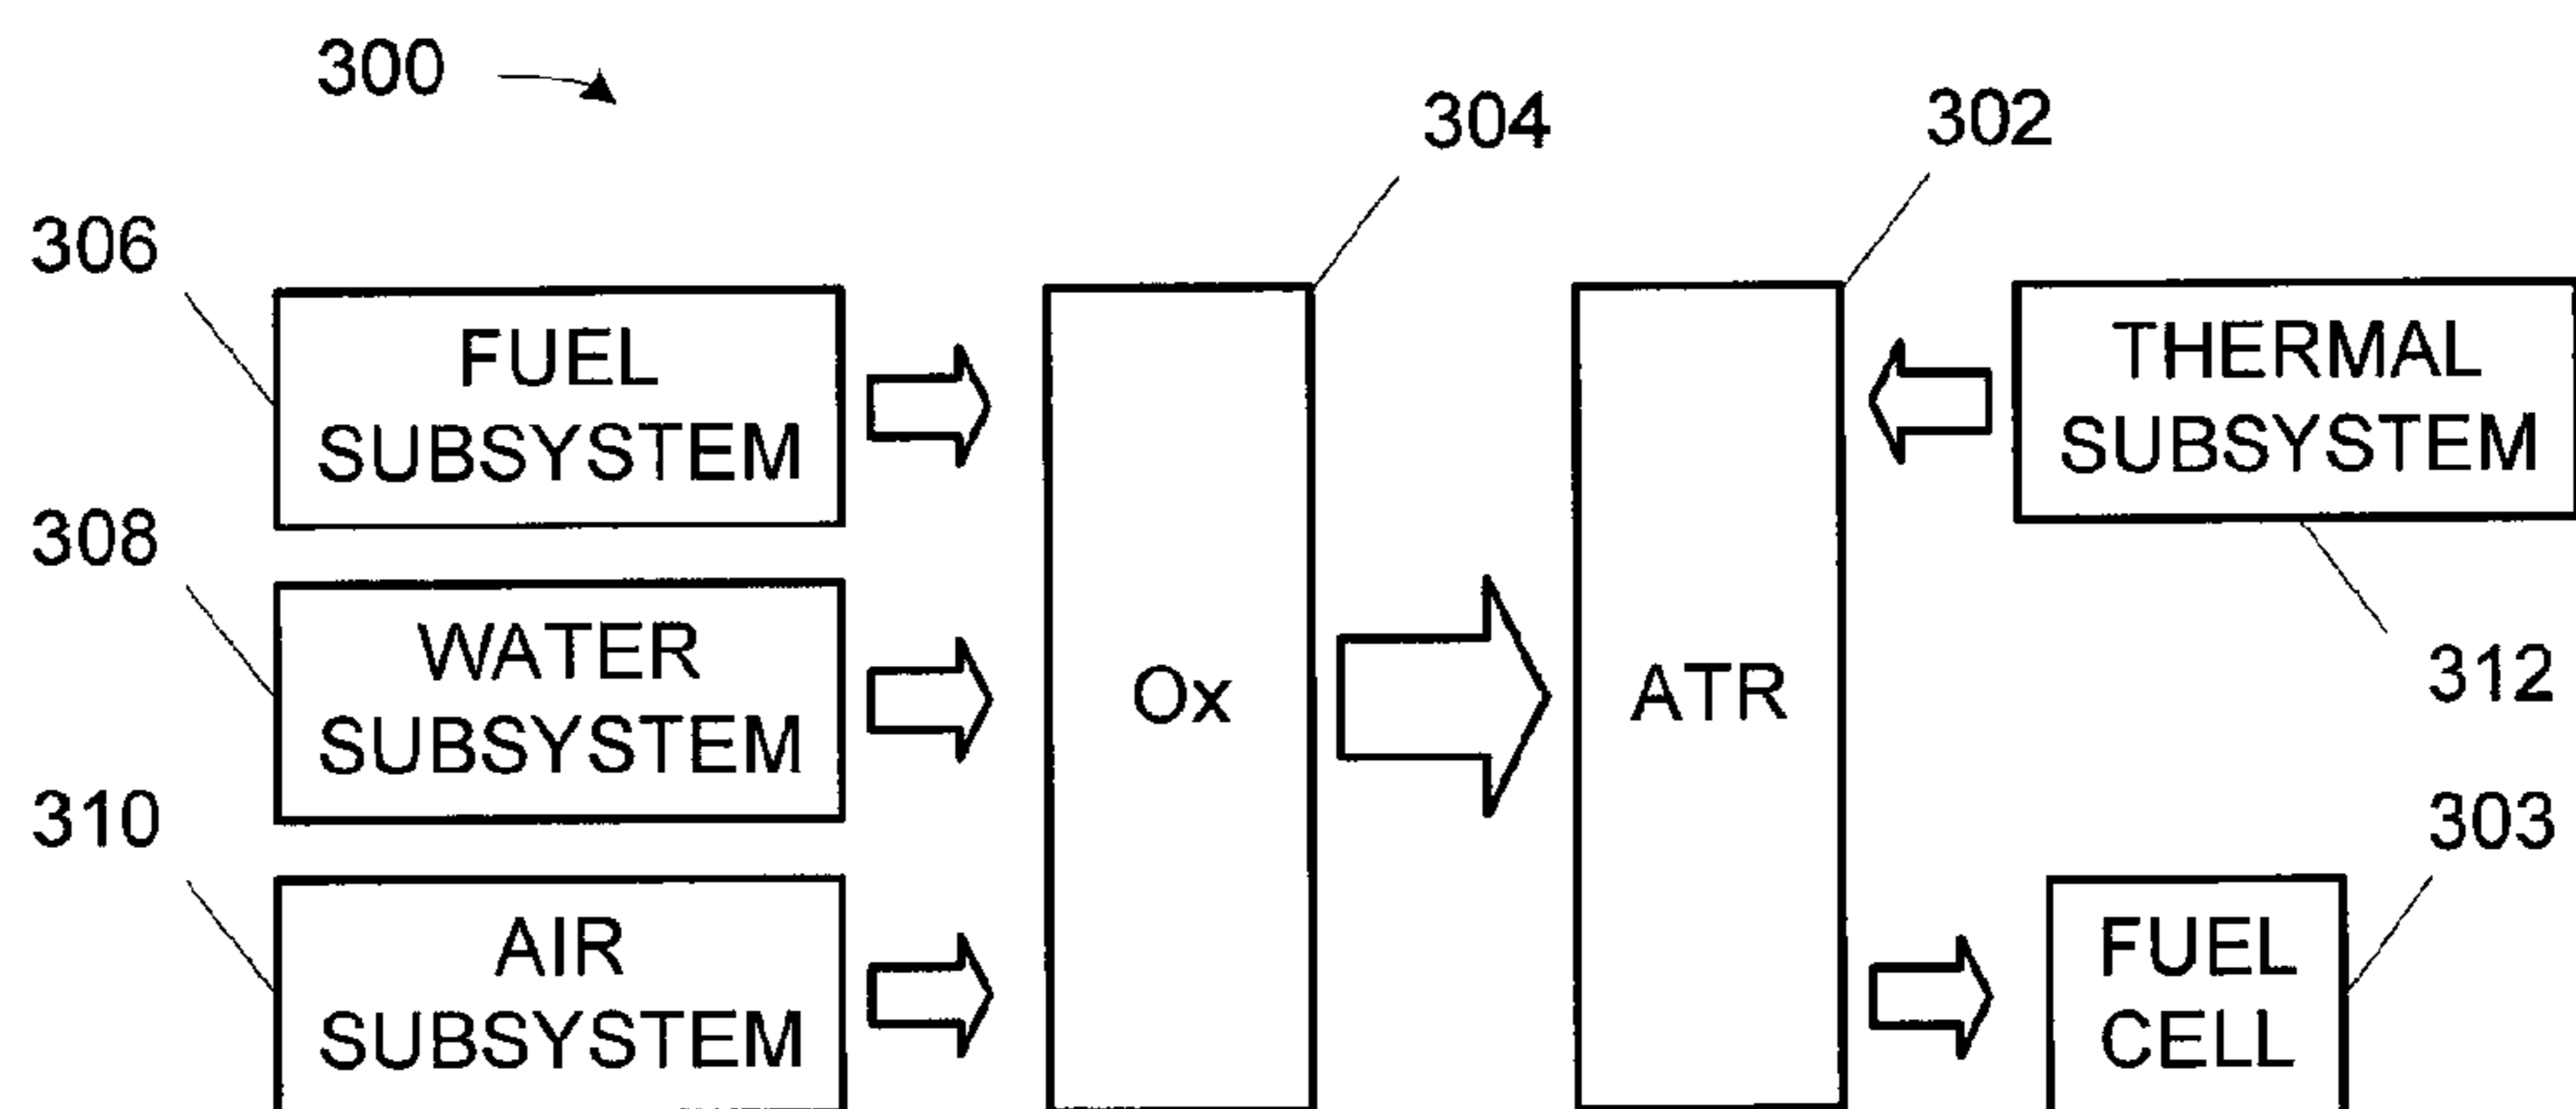 300
304
302
306
FUEL
SUBSYSTEM
THERMAL
SUBSYSTEM
308
WATER
SUBSYSTEM
Ox
ATR
312
310
303
AIR
SUBSYSTEM
FUEL
CELL